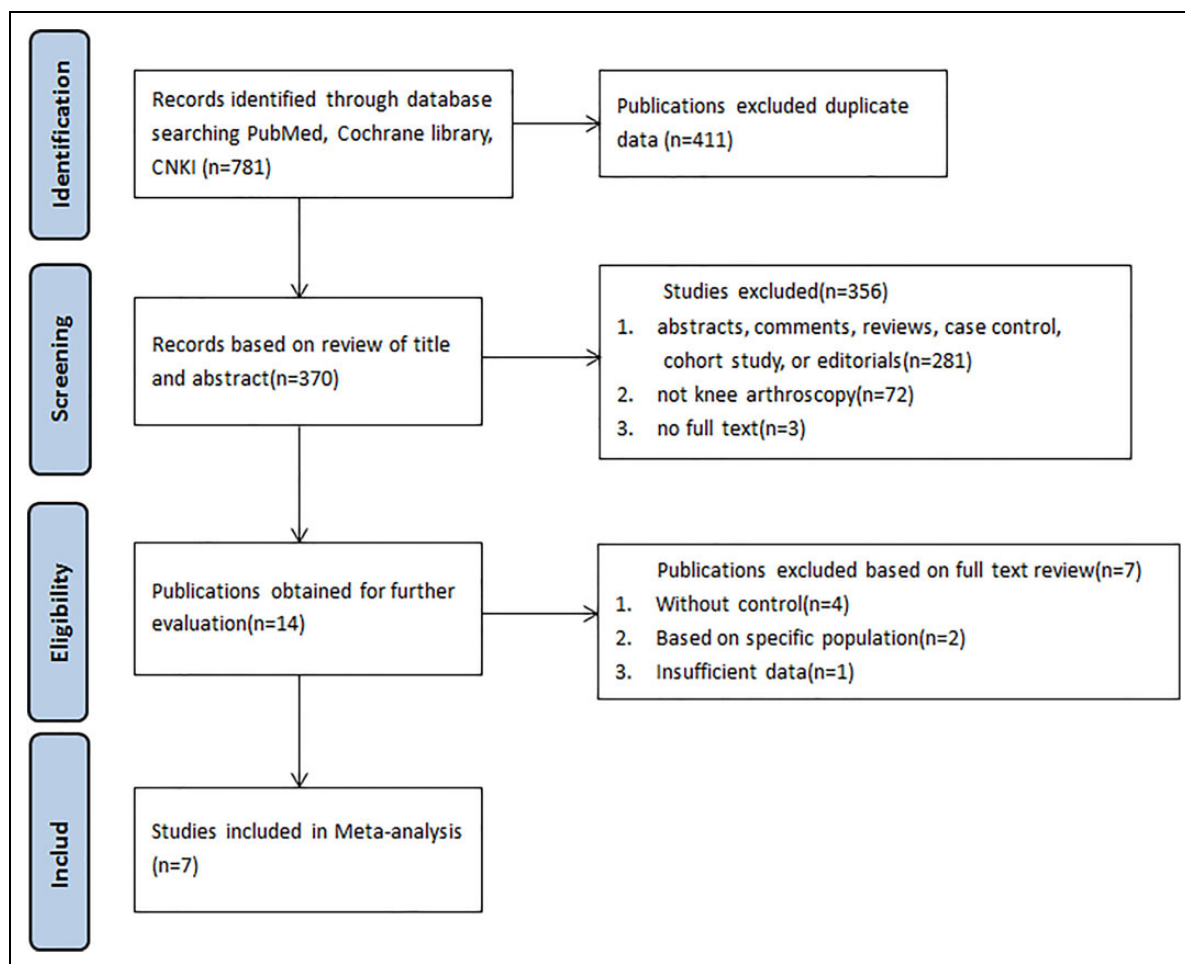 Identification
Records identified through database
searching PubMed, Cochrane library,
CNKI (n=781)
Publications excluded duplicate
data (n=411)
Screening
Records based on review of title
and abstract(n=370)
Studies excluded(n=356)
1. abstracts, comments, reviews, case control,
cohort study, or editorials(n=281)
2. not knee arthroscopy(n=72)
3. no full text(n=3)
Eligibility
Publications obtained for further
evaluation(n=14)
Publications excluded based on full text review(n=7)
1. Without control(n=4)
2. Based on specific population(n=2)
3. Insufficient data(n=1)
Includ
Studies included in Meta-analysis
(n=7)